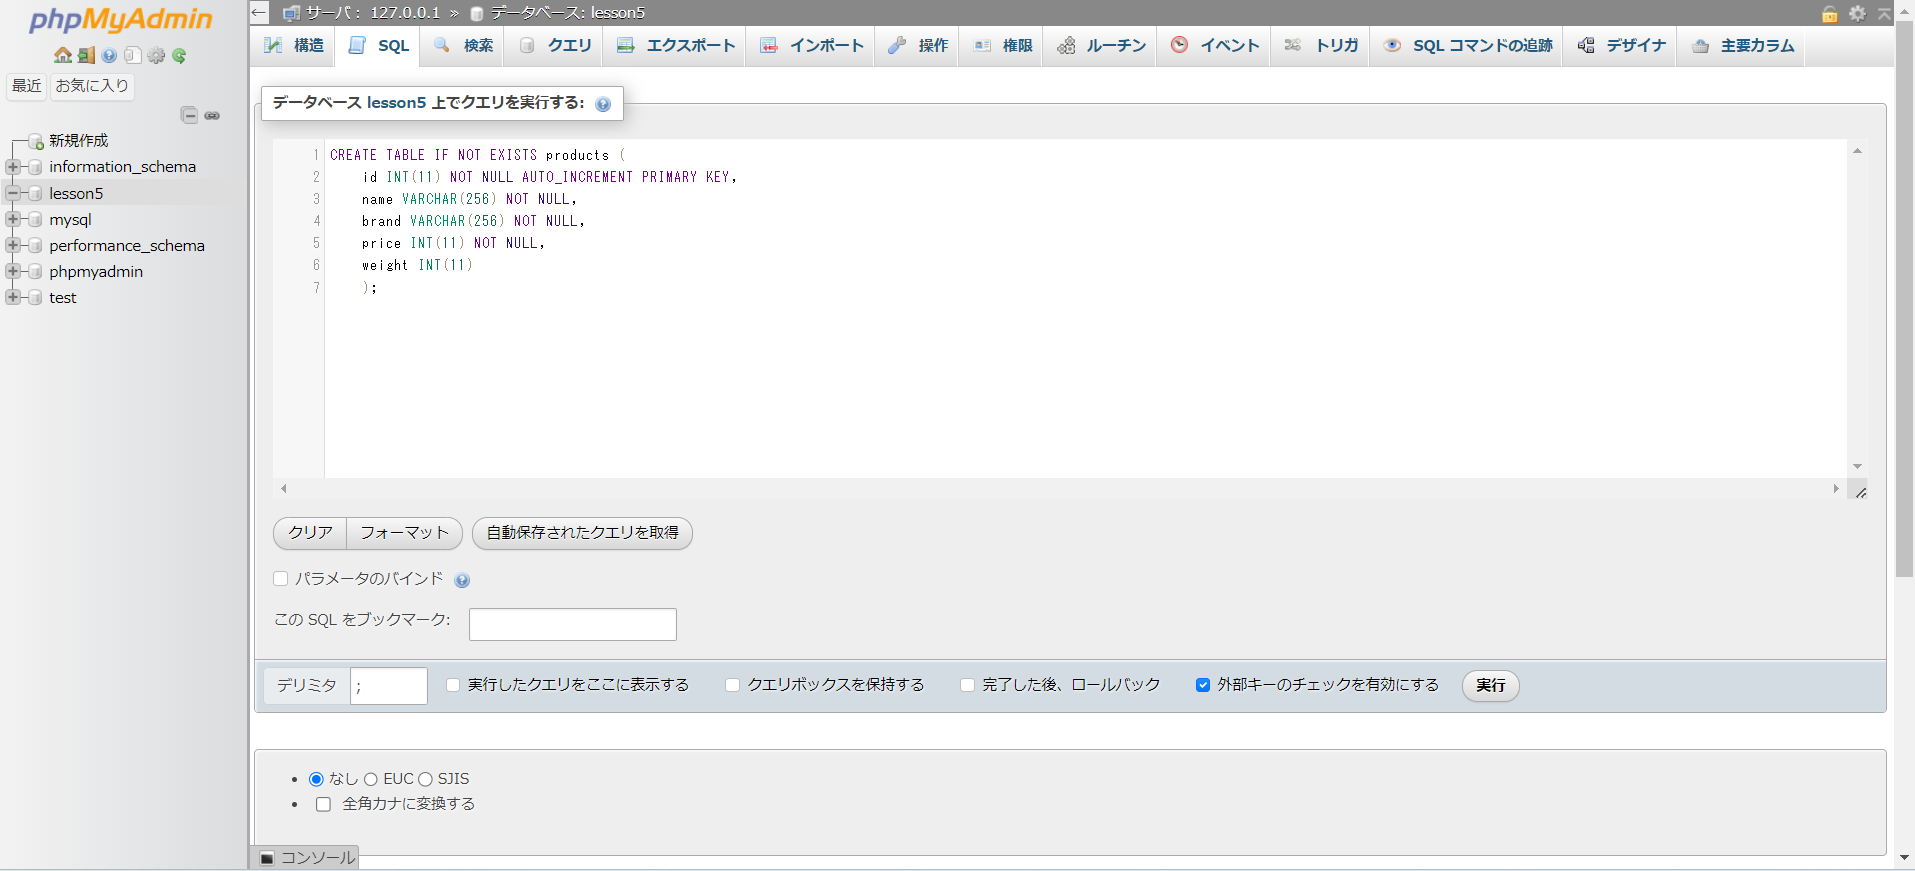 phpMyAdmin
最近 お気に入り
新規作成
information_schema
lesson5
mysql
performance_schema
phpmyadmin
test
サーバ: 127.0.0.1 » データベース: lesson5
構造 SQL 検索 クエリ エクスポート インポート 操作 権限 ルーチン イベント トリガ SQL コマンドの追跡 デザイナ 主要カラム
データベース lesson5 上でクエリを実行する:
1 CREATE TABLE IF NOT EXISTS products (
2 id INT(11) NOT NULL AUTO_INCREMENT PRIMARY KEY,
3 name VARCHAR(256) NOT NULL,
4 brand VARCHAR(256) NOT NULL,
5 price INT(11) NOT NULL,
6 weight INT(11)
7 );
クリア フォーマット 自動保存されたクエリを取得
パラメータのバインド
この SQL をブックマーク:
デリミタ ; 実行したクエリをここに表示する クエリボックスを保持する 完了した後、ロールバック 外部キーのチェックを有効にする 実行
なし EUC SJIS
全角カナに変換する
コンソール